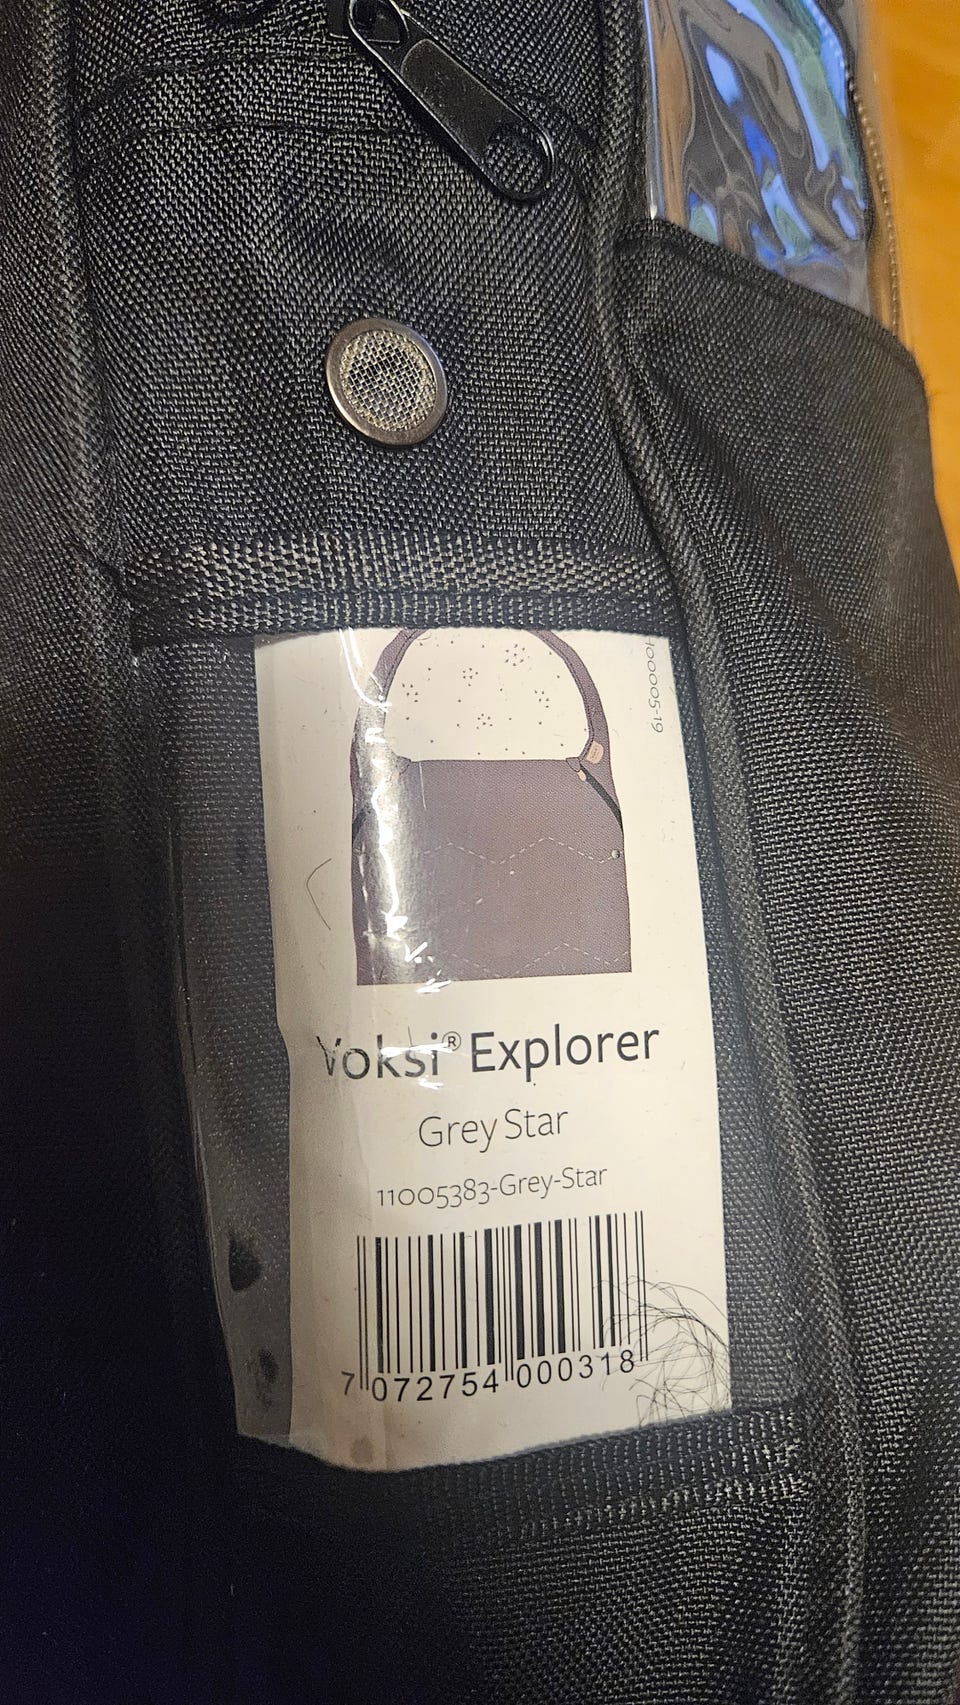 Voksi® Explorer
Grey Star
11005383-Grey-Star
7 072754 000318